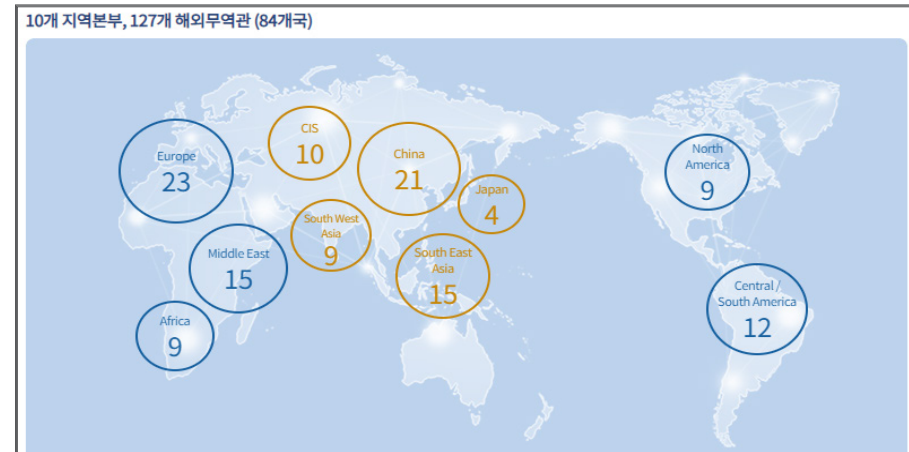 10개 지역본부, 127개 해외무역관 (84개국)
CIS
10
China
21
Europe
23
North
America
9
Japan
4
South West
Asia
9
Middle East
15
South East
Asia
15
Central /
South America
12
Africa
9